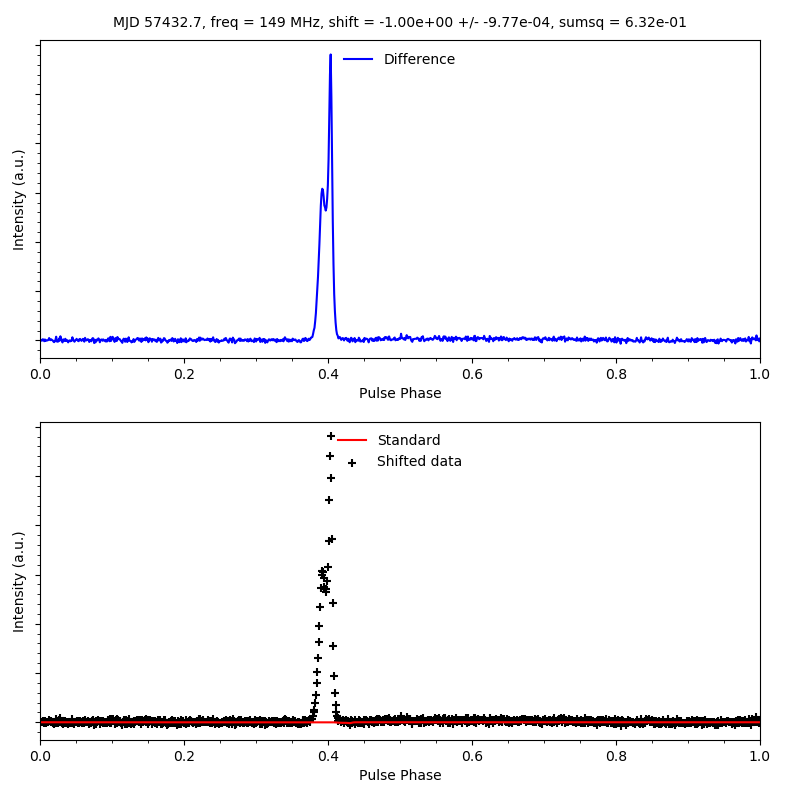 MJD 57432.7, freq = 149 MHz, shift = -1.00e+00 +/- -9.77e-04, sumsq = 6.32e-01
Difference
Intensity (a.u.)
0.0 0.2 0.4 0.6 0.8 1.0
Pulse Phase
Standard
Shifted data
Intensity (a.u.)
0.0 0.2 0.4 0.6 0.8 1.0
Pulse Phase